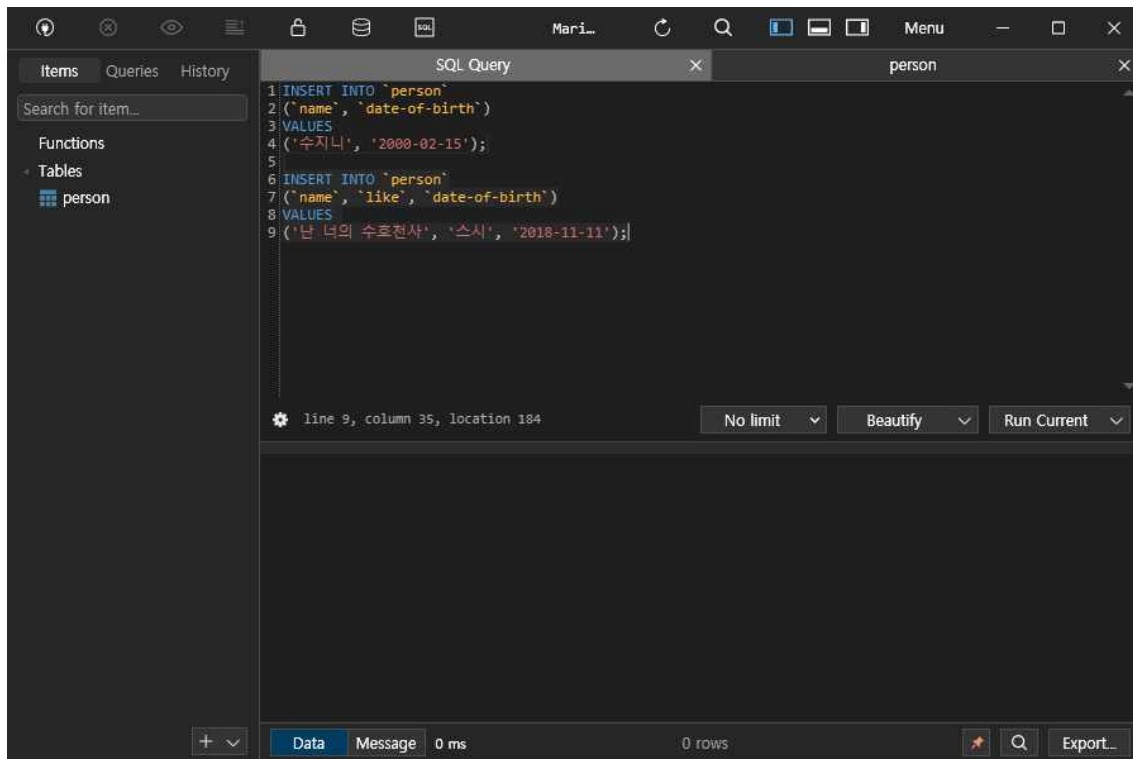 Mari…
Menu
Items Queries History
SQL Query
person
Search for item...
Functions
Tables
person
1 INSERT INTO `person`
2 (`name`, `date-of-birth`)
3 VALUES
4 ('수지니', '2000-02-15');
5
6 INSERT INTO `person`
7 (`name`, `like`, `date-of-birth`)
8 VALUES
9 ('난 너의 수호천사', '스시', '2018-11-11');
line 9, column 35, location 184
No limit
Beautify
Run Current
Data Message 0 ms
0 rows
Export…